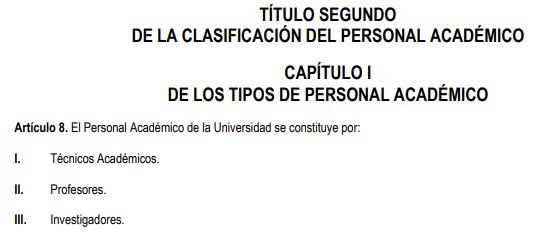 TÍTULO SEGUNDO
DE LA CLASIFICACIÓN DEL PERSONAL ACADÉMICO
CAPÍTULO I
DE LOS TIPOS DE PERSONAL ACADÉMICO
Artículo 8. El Personal Académico de la Universidad se constituye por:
I. Técnicos Académicos.
II. Profesores.
III. Investigadores.